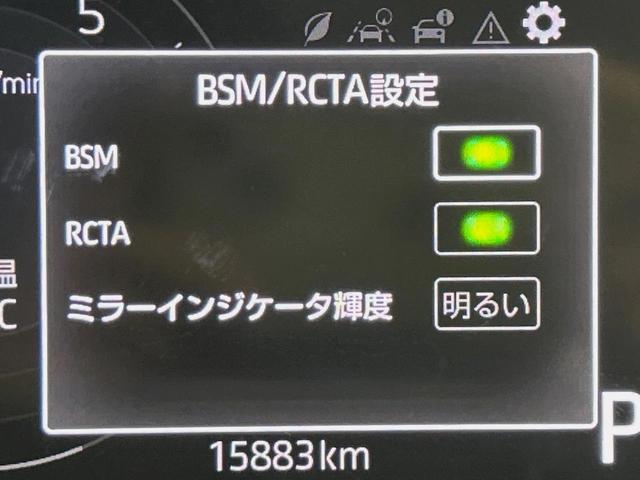 5
/min
BSM/RCTA設定
BSM
RCTA
温
℃
ミラーインジケータ輝度 明るい
15883km
P